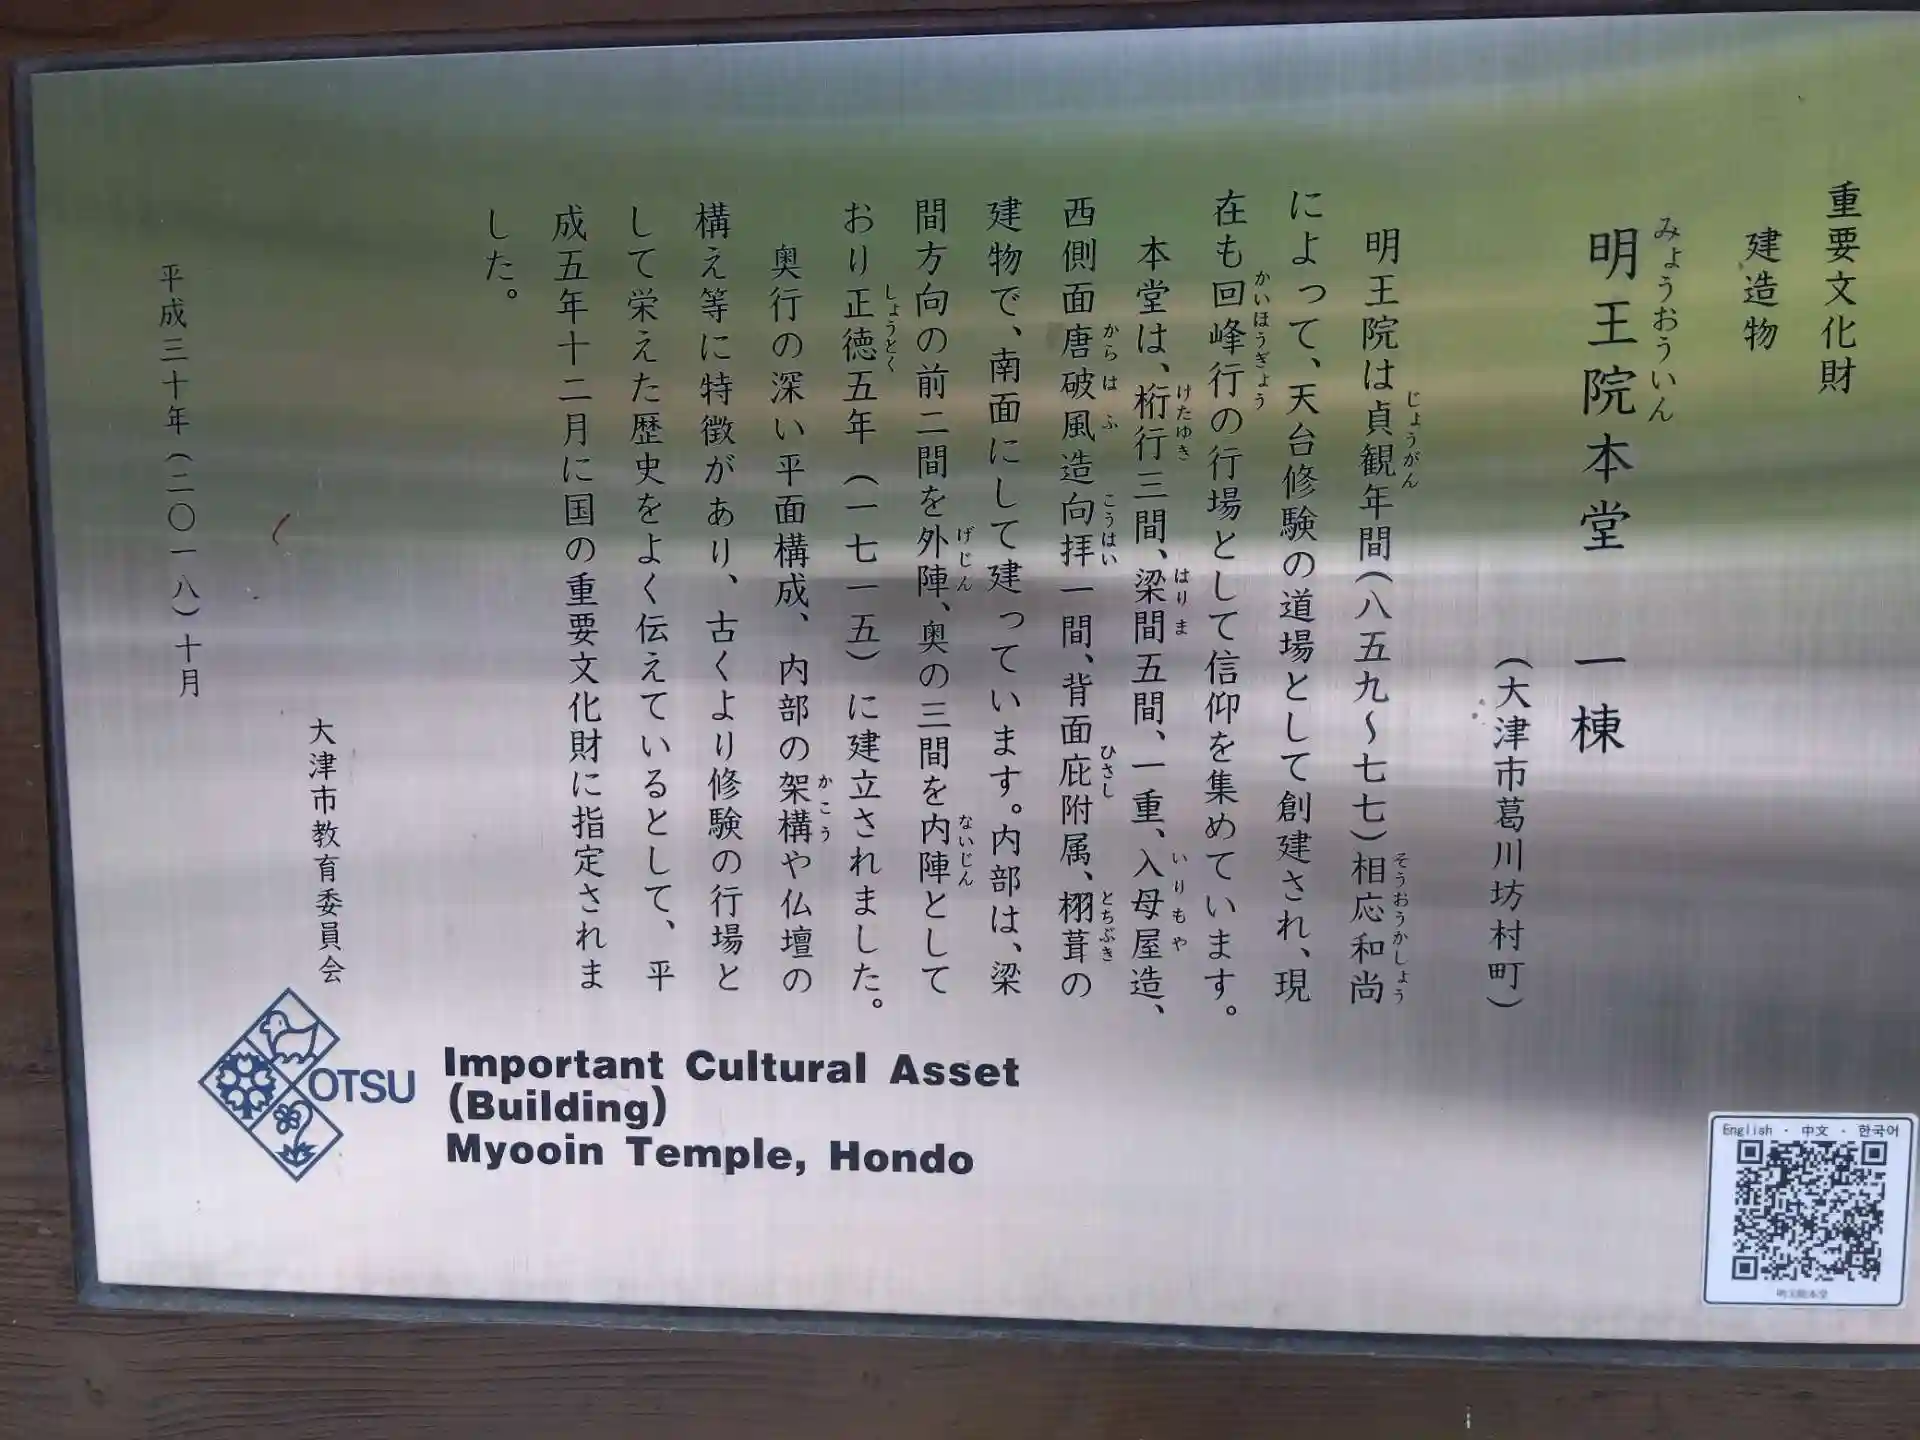 重要文化財
建造物
みょうおういん
明王院本堂 一棟
(大津市葛川坊村町)
じょうがん そうおうかしょう
明王院は貞観年間(八五九〜七七)相応和尚
によって、天台修験の道場として創建され、現
かいほうぎょう
在も回峰行の行場として信仰を集めています。
けたゆき はりま いりもや
本堂は、桁行三間、梁間五間、一重、入母屋造、
からはふ こうはい ひさし とちぶき
西側面唐破風造向拝一間、背面庇附属、栩葺の
建物で、南面にして建っています。内部は、梁
げじん ないじん
間方向の前二間を外陣、奥の三間を内陣として
しょうとく
おり正徳五年(一七一五)に建立されました。
かこう
奥行の深い平面構成、内部の架構や仏壇の
構え等に特徴があり、古くより修験の行場と
して栄えた歴史をよく伝えているとして、平
成五年十二月に国の重要文化財に指定されま
した。
大津市教育委員会
平成三十年(二〇一八)十月
OTSU
Important Cultural Asset
(Building)
Myooin Temple, Hondo
English・中文・한국어
明王院本堂